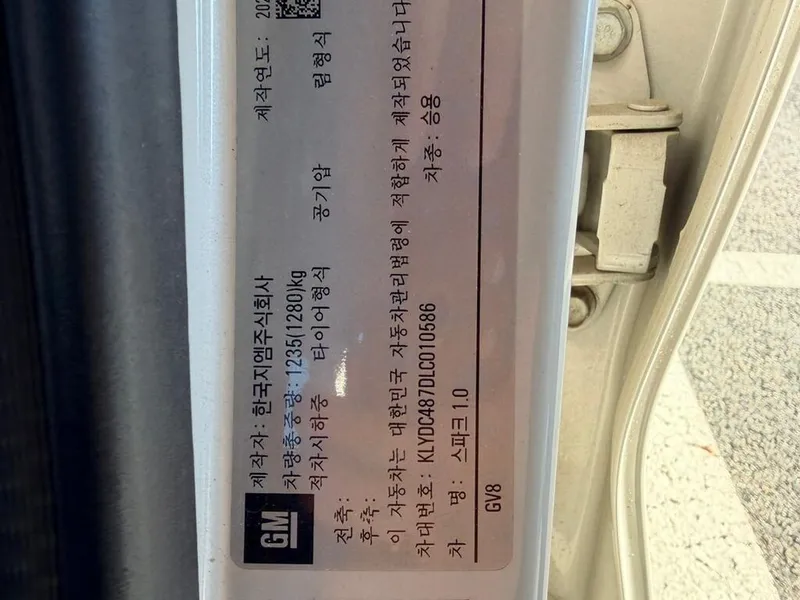 GM
제작자: 한국지엠주식회사 제작연도: 202
차량총중량: 1235(1280)kg
적차시하중 타이어형식 공기압 림형식
전축:
후축:
이 자동차는 대한민국 자동차관리법령에 적합하게 제작되었습니다
차대번호: KLYDC487DLC010586 차종: 승용
차 명: 스파크 1.0
GV8